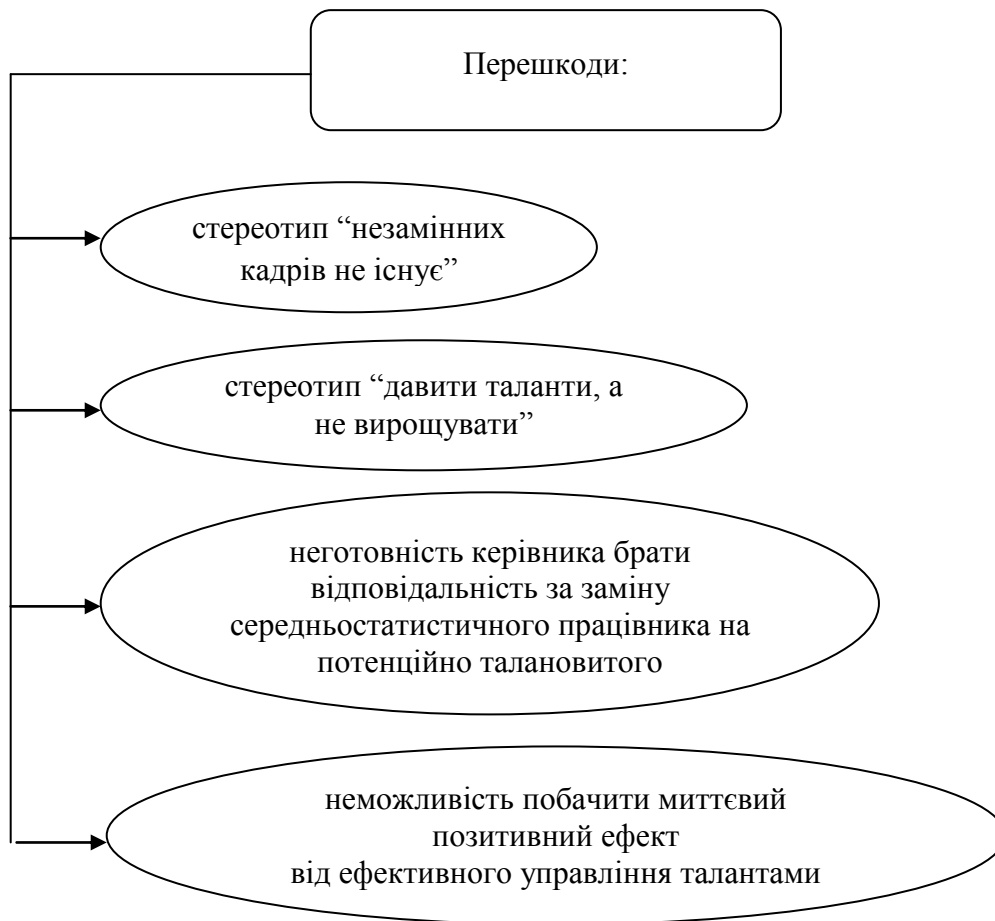 Перешкоди:
стереотип “незамінних
кадрів не існує”
стереотип “давити таланти, а
не вирощувати”
неготовність керівника брати
відповідальність за заміну
середньостатистичного працівника на
потенційно талановитого
неможливість побачити миттєвий
позитивний ефект
від ефективного управління талантами